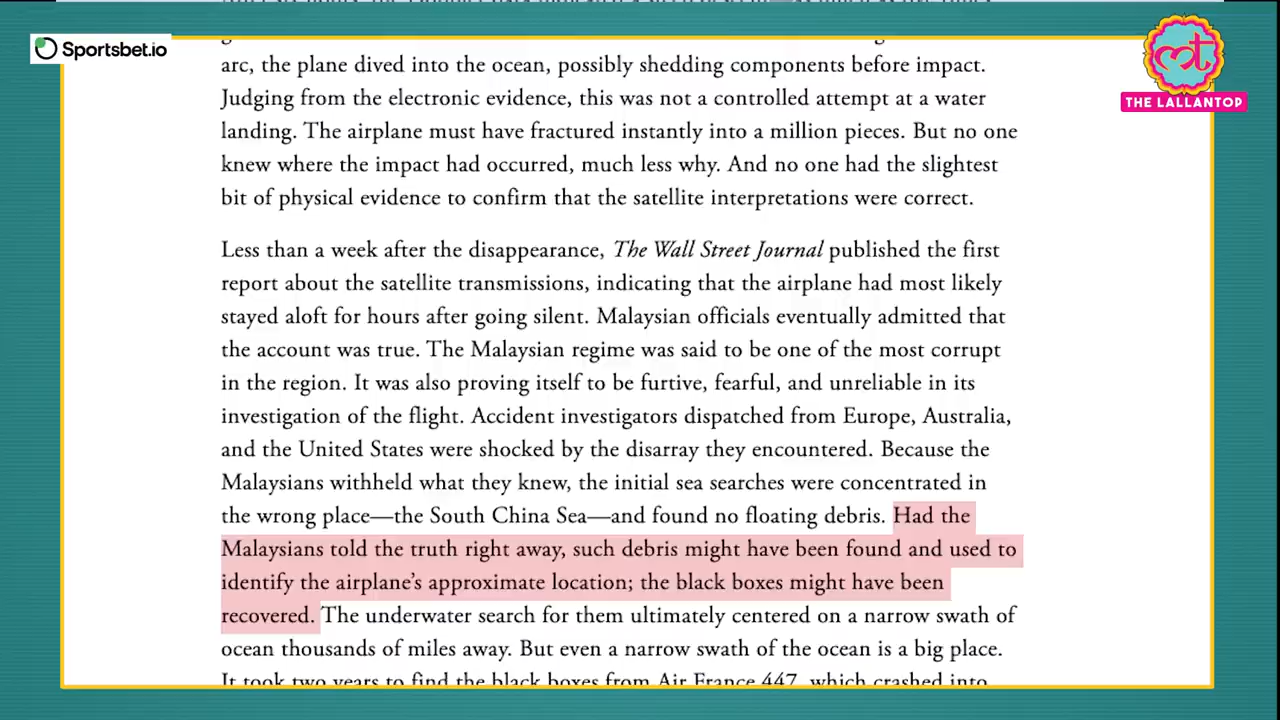 Sportsbet.io
मत
THE LALLANTOP
arc, the plane dived into the ocean, possibly shedding components before impact.
Judging from the electronic evidence, this was not a controlled attempt at a water
landing. The airplane must have fractured instantly into a million pieces. But no one
knew where the impact had occurred, much less why. And no one had the slightest
bit of physical evidence to confirm that the satellite interpretations were correct.
Less than a week after the disappearance, The Wall Street Journal published the first
report about the satellite transmissions, indicating that the airplane had most likely
stayed aloft for hours after going silent. Malaysian officials eventually admitted that
the account was true. The Malaysian regime was said to be one of the most corrupt
in the region. It was also proving itself to be furtive, fearful, and unreliable in its
investigation of the flight. Accident investigators dispatched from Europe, Australia,
and the United States were shocked by the disarray they encountered. Because the
Malaysians withheld what they knew, the initial sea searches were concentrated in
the wrong place—the South China Sea—and found no floating debris. Had the
Malaysians told the truth right away, such debris might have been found and used to
identify the airplane’s approximate location; the black boxes might have been
recovered. The underwater search for them ultimately centered on a narrow swath of
ocean thousands of miles away. But even a narrow swath of the ocean is a big place.
It took two years to find the black boxes from Air France 447, which crashed into